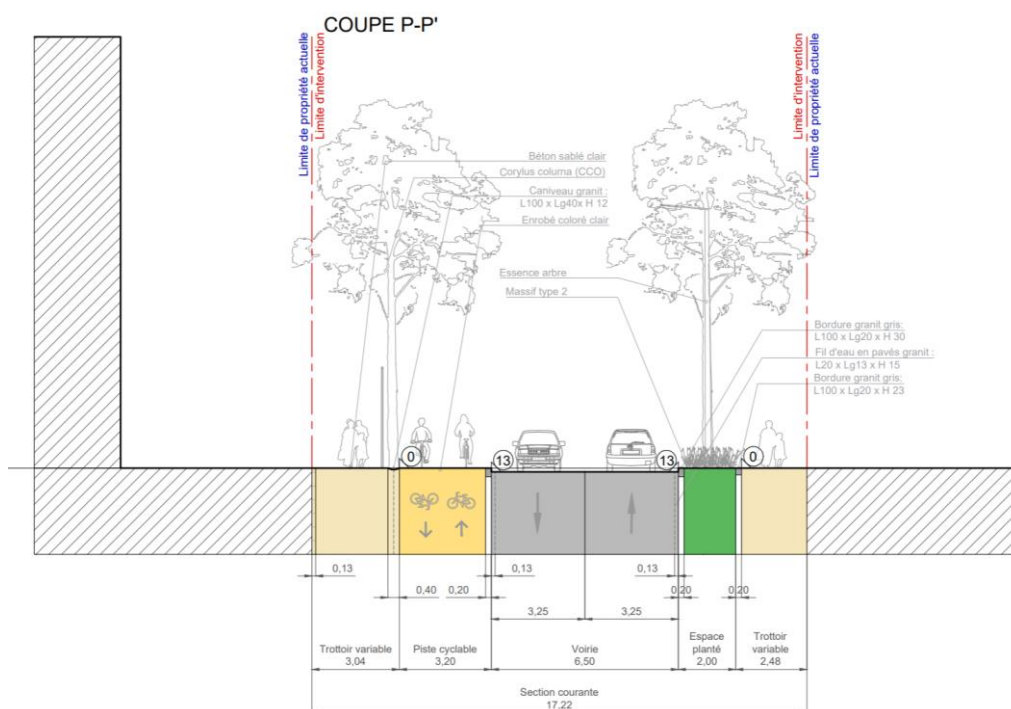 COUPE P-P'
Limite de propriété actuelle
Limite d'intervention
Limite d'intervention
Limite de propriété actuelle
Béton sablé clair
Corylus colurna (CCO)
Caniveau granit :
L100 x Lg40x H 12
Enrobé coloré clair
Essence arbre
Massif type 2
Bordure granit gris:
L100 x Lg20 x H 30
Fil d'eau en pavés granit :
L20 x Lg13 x H 15
Bordure granit gris:
L100 x Lg20 x H 23
0
13
13
0
0,13
0,40
0,20
0,13
0,13
0,20
0,20
3,25
3,25
Trottoir variable
3,04
Piste cyclable
3,20
Voirie
6,50
Espace
planté
2,00
Trottoir
variable
2,48
Section courante
17,22